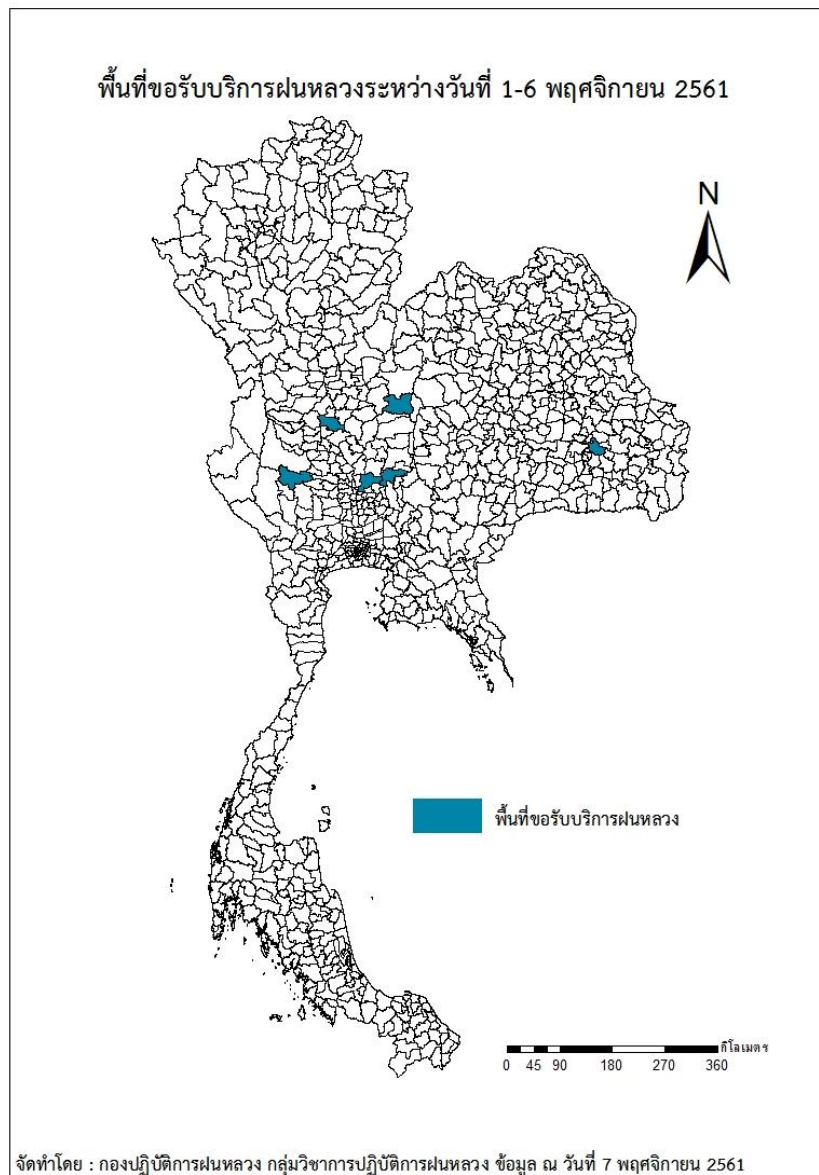 พื้นที่ขอรับบริการฝนหลวงระหว่างวันที่ 1-6 พฤศจิกายน 2561
N
พื้นที่ขอรับบริการฝนหลวง
กิโลเมตร
0 45 90 180 270 360
จัดทำโดย : กองปฏิบัติการฝนหลวง กลุ่มวิชาการปฏิบัติการฝนหลวง ข้อมูล ณ วันที่ 7 พฤศจิกายน 2561